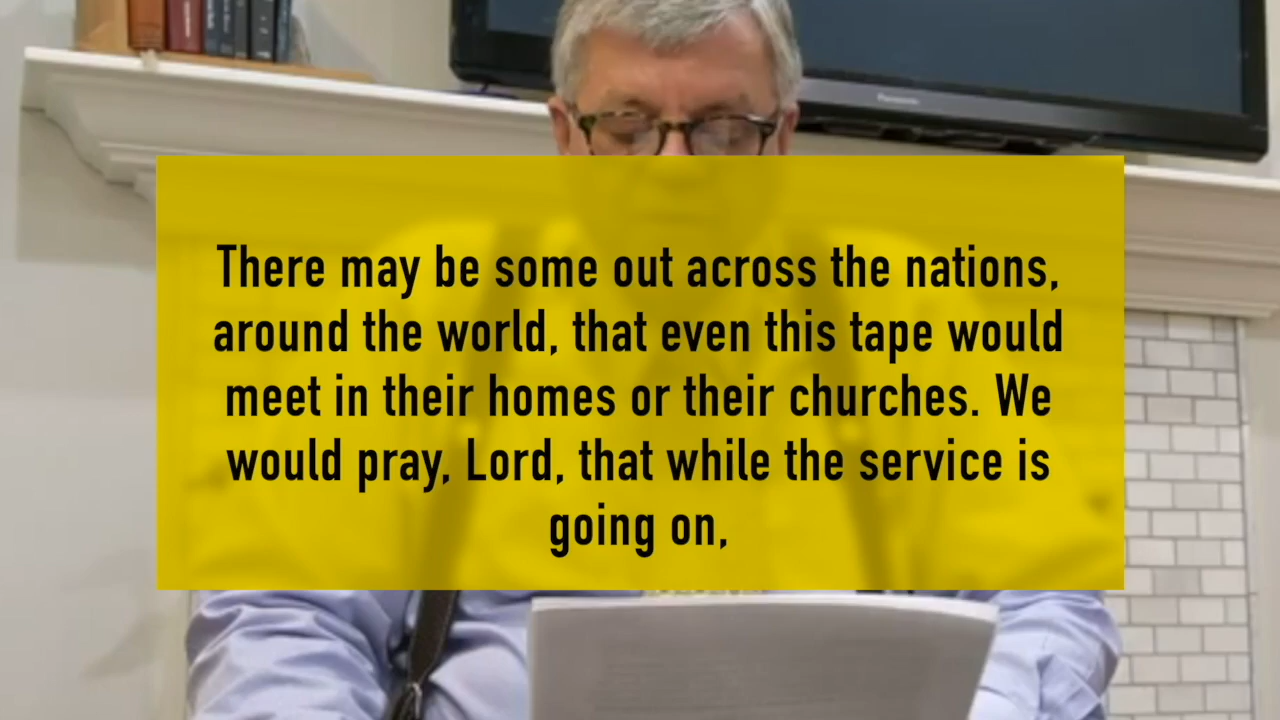 Panasonic
There may be some out across the nations,
around the world, that even this tape would
meet in their homes or their churches. We
would pray, Lord, that while the service is
going on,